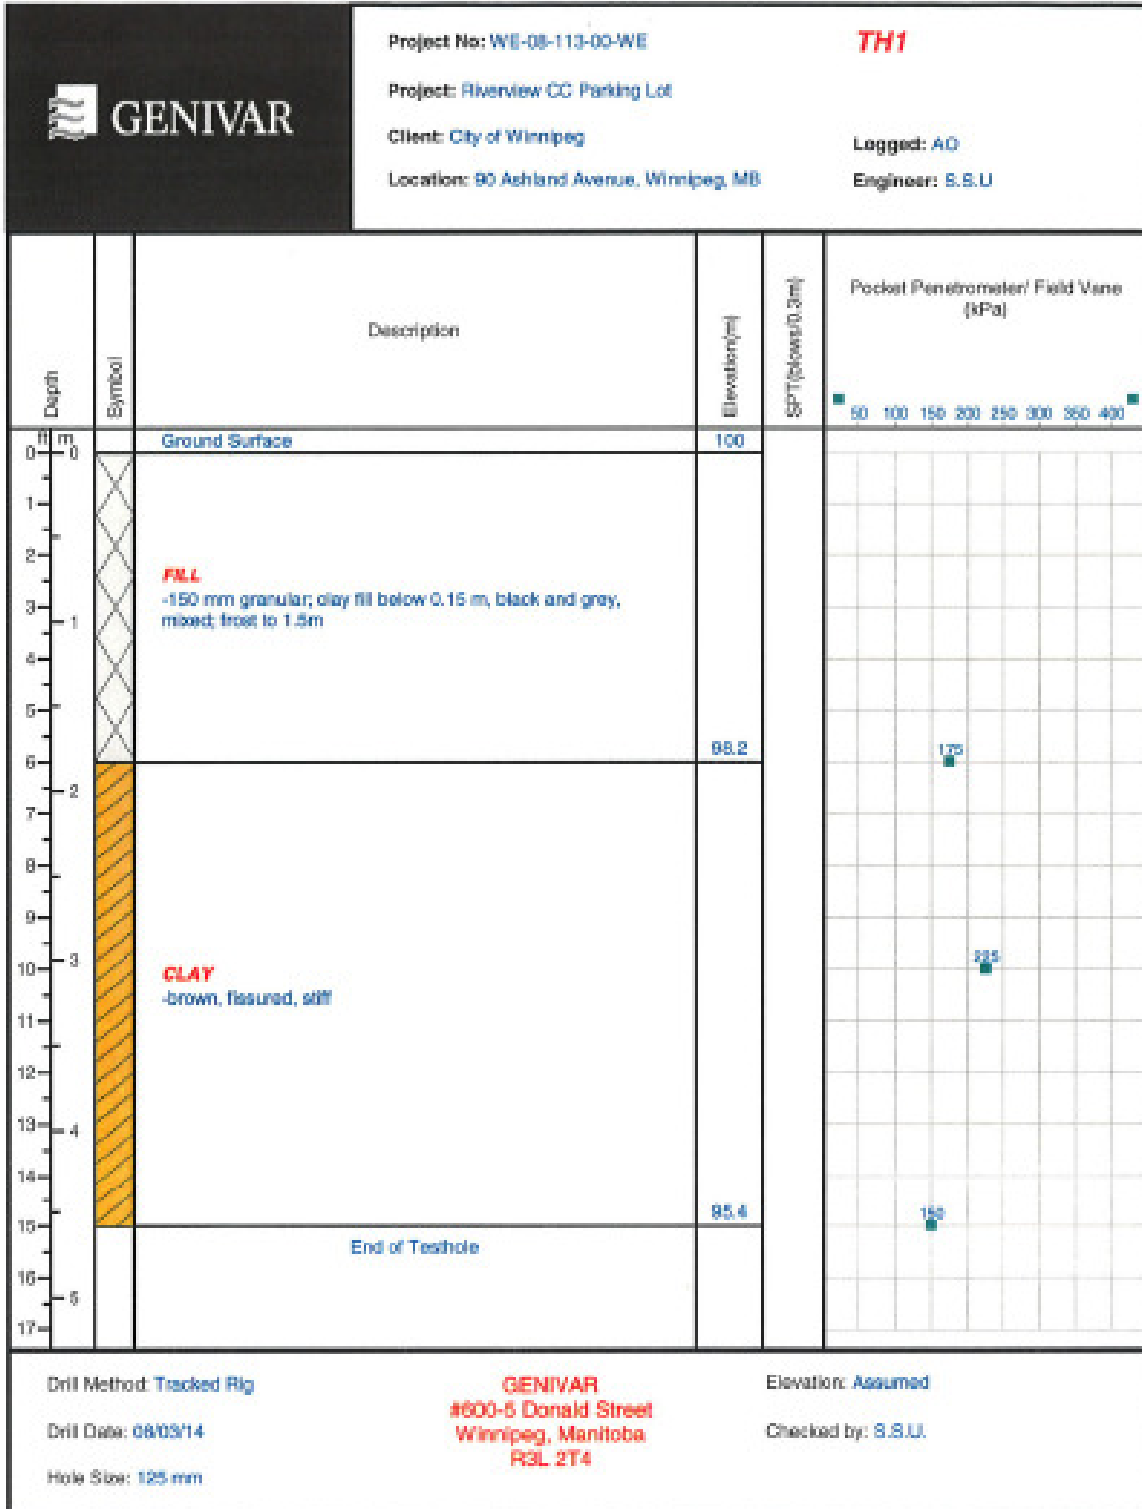 GENIVAR
Project No: WE-08-113-00-WE
TH1
Project: Riverview CC Parking Lot
Client: City of Winnipeg
Logged: AO
Location: 90 Ashland Avenue, Winnipeg, MB
Engineer: S.S.U
Depth
Symbol
Description
Elevation(m)
SPT(blows/0.3m)
Pocket Penetrometer/ Field Vane
(kPa)
50 100 150 200 250 300 350 400
ft m
Ground Surface
100
0 0
1
2
FILL
-150 mm granular; clay fill below 0.15 m, black and grey,
3
mixed; frost to 1.5m
1
4
5
98.2
175
6
2
7
8
9
3
225
10
CLAY
-brown, fissured, stiff
11
12
13
4
14
95.4
150
15
End of Testhole
16
5
17
Drill Method: Tracked Rig
GENIVAR
Elevation: Assumed
#600-5 Donald Street
Drill Date: 08/03/14
Winnipeg, Manitoba
Checked by: S.S.U.
R3L 2T4
Hole Size: 125 mm